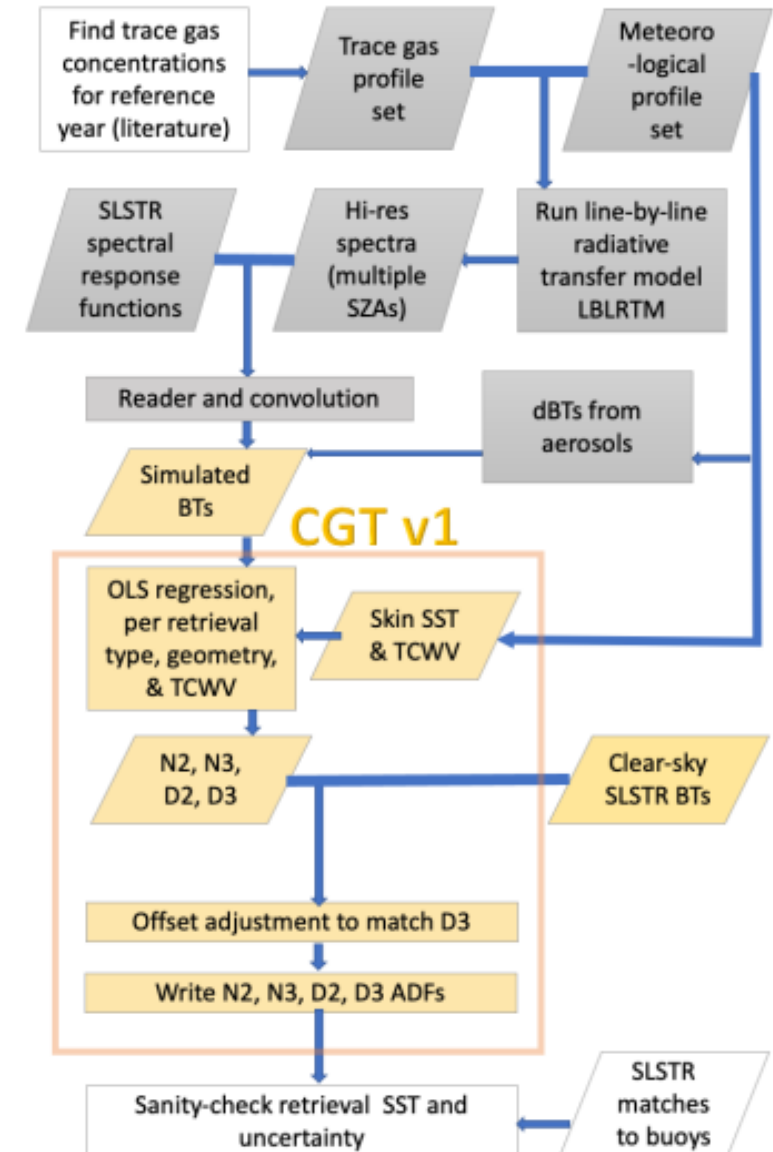 Find trace gas
concentrations
for reference
year (literature)
Trace gas
profile
set
Meteoro
-logical
profile
set
SLSTR
spectral
response
functions
Hi-res
spectra
(multiple
SZAs)
Run line-by-line
radiative
transfer model
LBLRTM
Reader and convolution
dBTs from
aerosols
Simulated
BTs
CGT v1
OLS regression,
per retrieval
type, geometry,
& TCWV
Skin SST
& TCWV
N2, N3,
D2, D3
Clear-sky
SLSTR BTs
Offset adjustment to match D3
Write N2, N3, D2, D3 ADFs
Sanity-check retrieval SST and
uncertainty
SLSTR
matches
to buoys